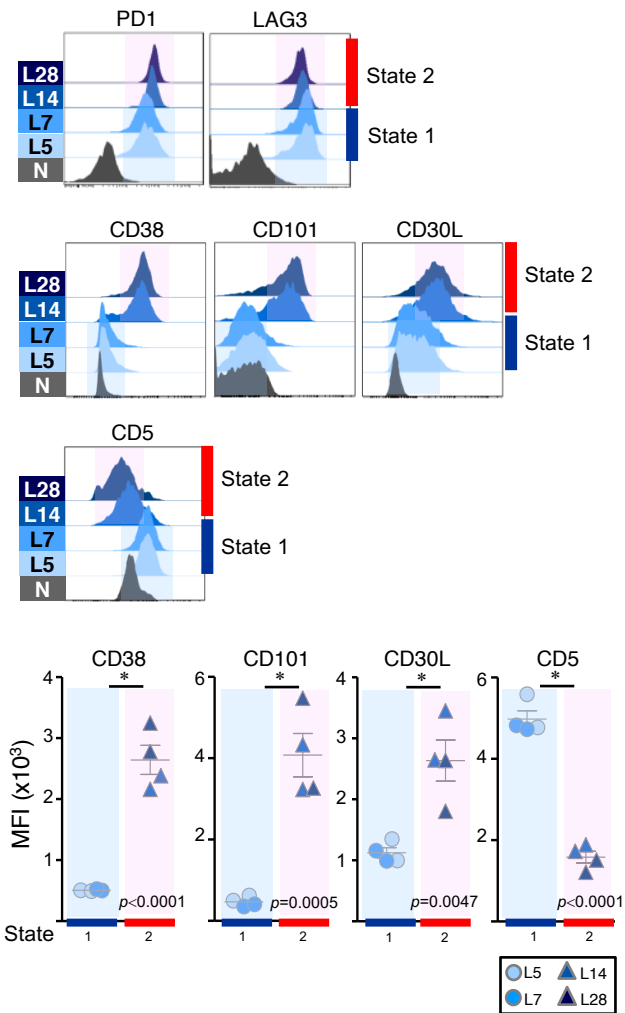 PD1 LAG3
L28
L14
L7
L5
N
State 2
State 1
CD38 CD101 CD30L
L28
L14
L7
L5
N
State 2
State 1
CD5
L28
L14
L7
L5
N
State 2
State 1
CD38 CD101 CD30L CD5
* * * *
MFI (x10³)
4
3
2
1
6
4
2
4
3
2
1
6
4
2
p<0.0001 p=0.0005 p=0.0047 p<0.0001
State 1 2 1 2 1 2 1 2
L5 L14
L7 L28